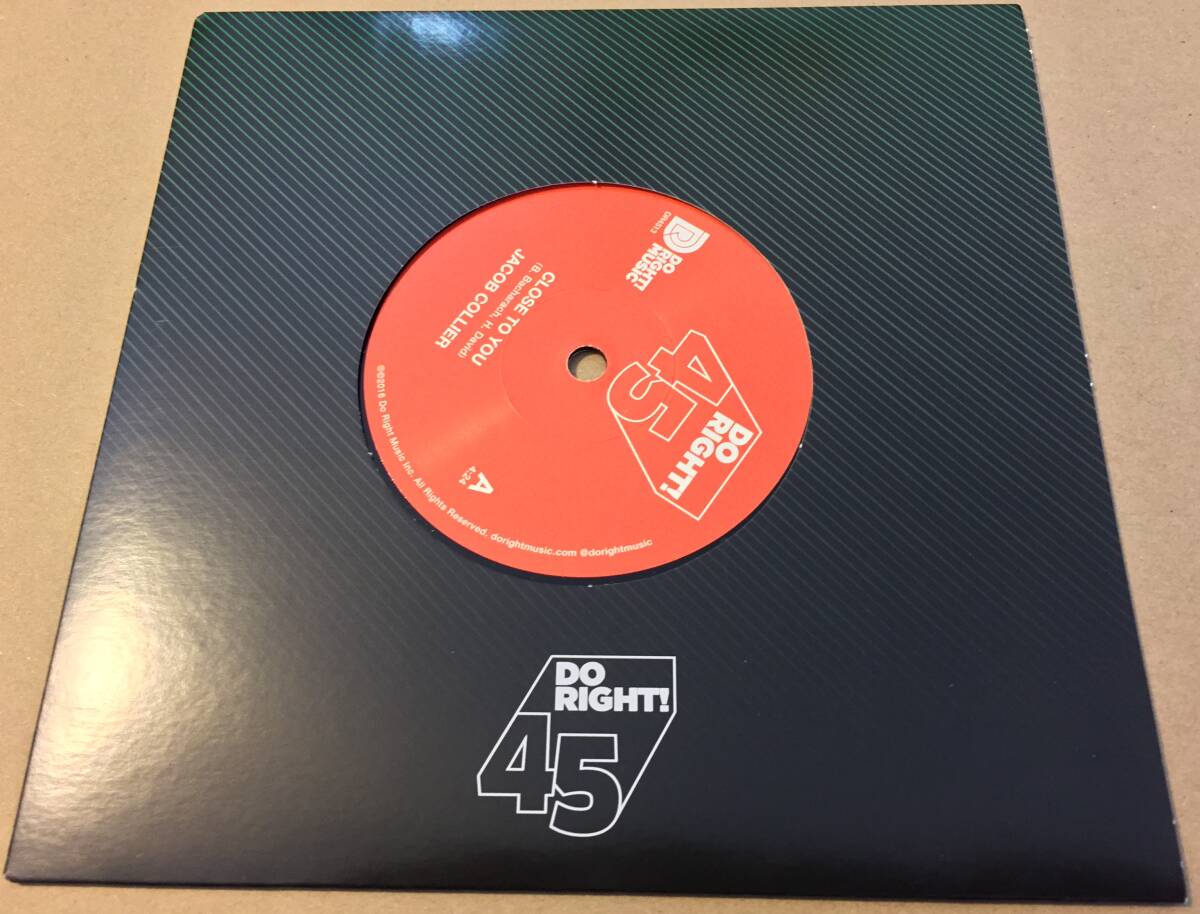 DO
RIGHT!
45
DO
RIGHT!
MUSIC
DR4513
CLOSE TO YOU
(B. Bacharach, H. David)
JACOB COLLIER
A
4:24
℗©2016 Do Right Music Inc. All Rights Reserved. dorightmusic.com @dorightmusic
DO
RIGHT!
45